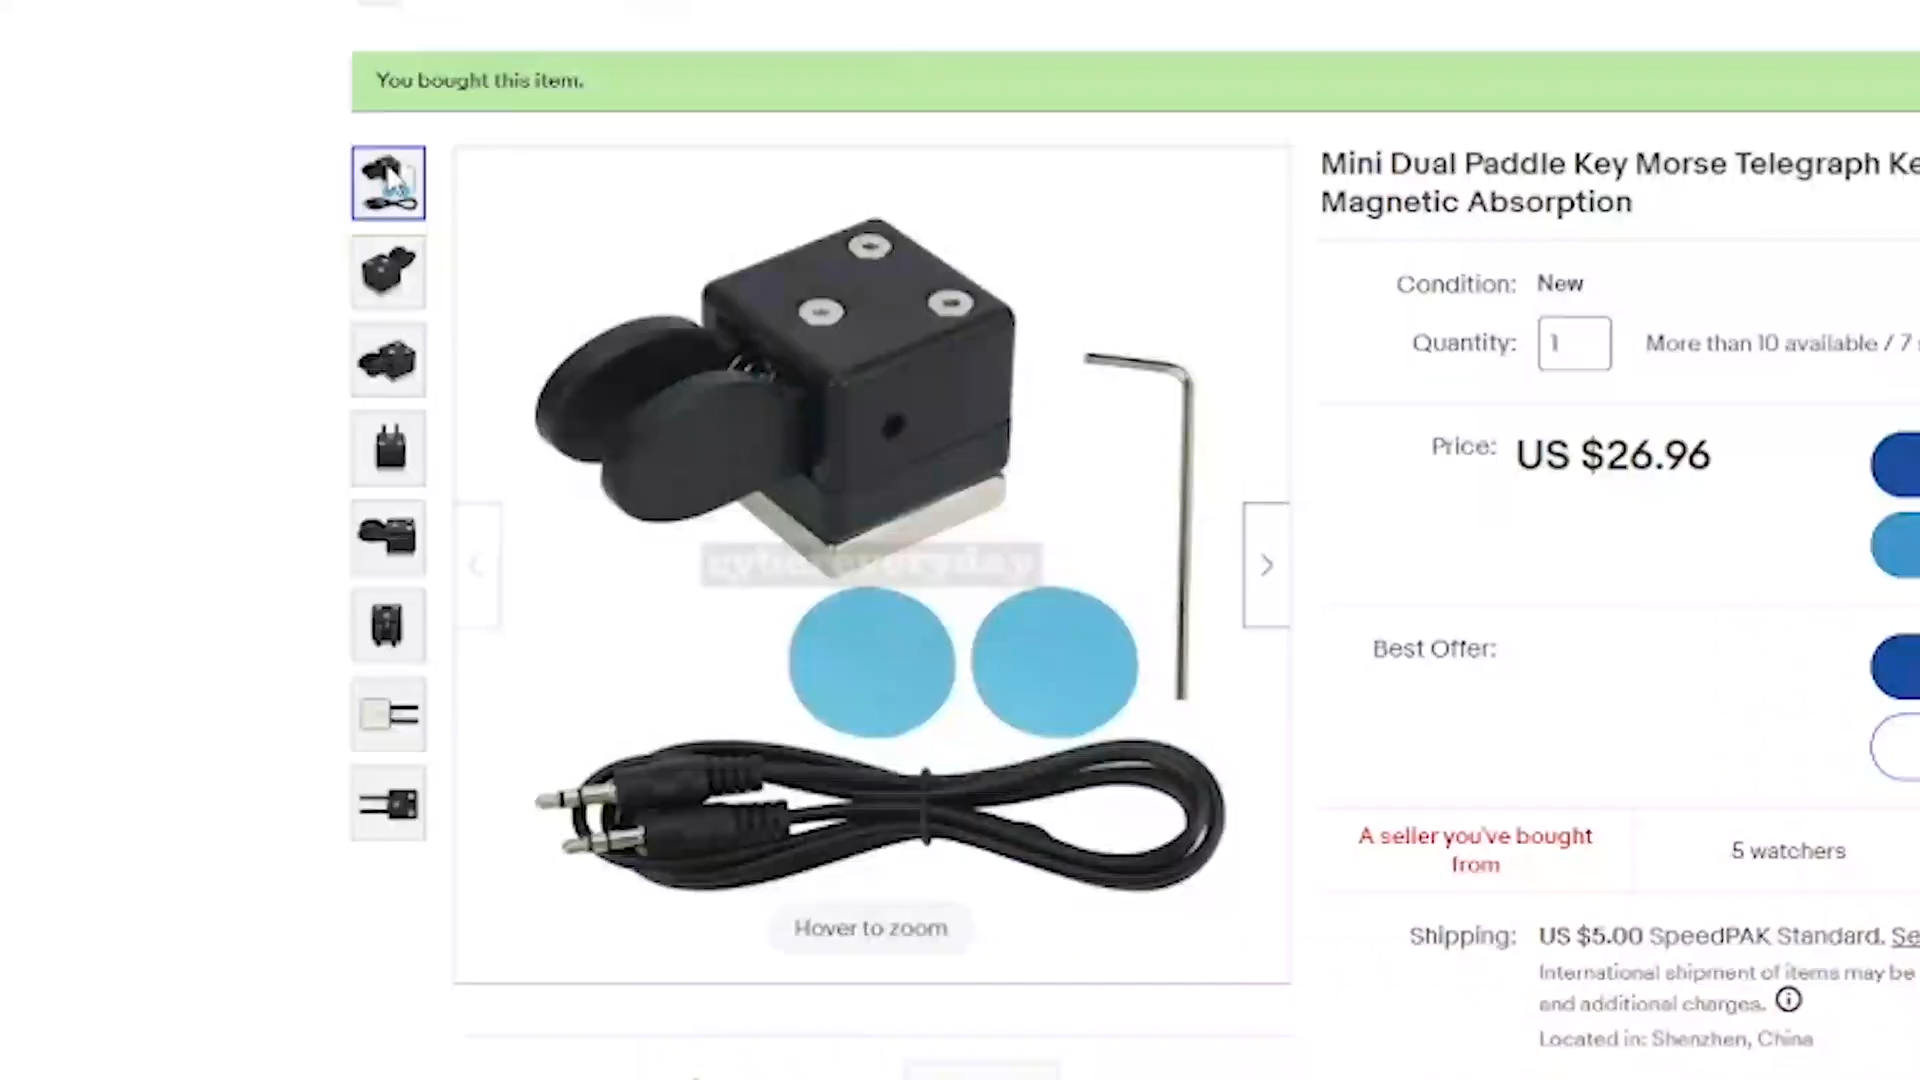 You bought this item.
Mini Dual Paddle Key Morse Telegraph Ke
Magnetic Absorption
Condition: New
Quantity: 1 More than 10 available / 7
Price: US $26.96
Best Offer:
A seller you've bought
from
5 watchers
Shipping: US $5.00 SpeedPAK Standard. Se
International shipment of items may be
and additional charges.
Located in: Shenzhen, China
Hover to zoom